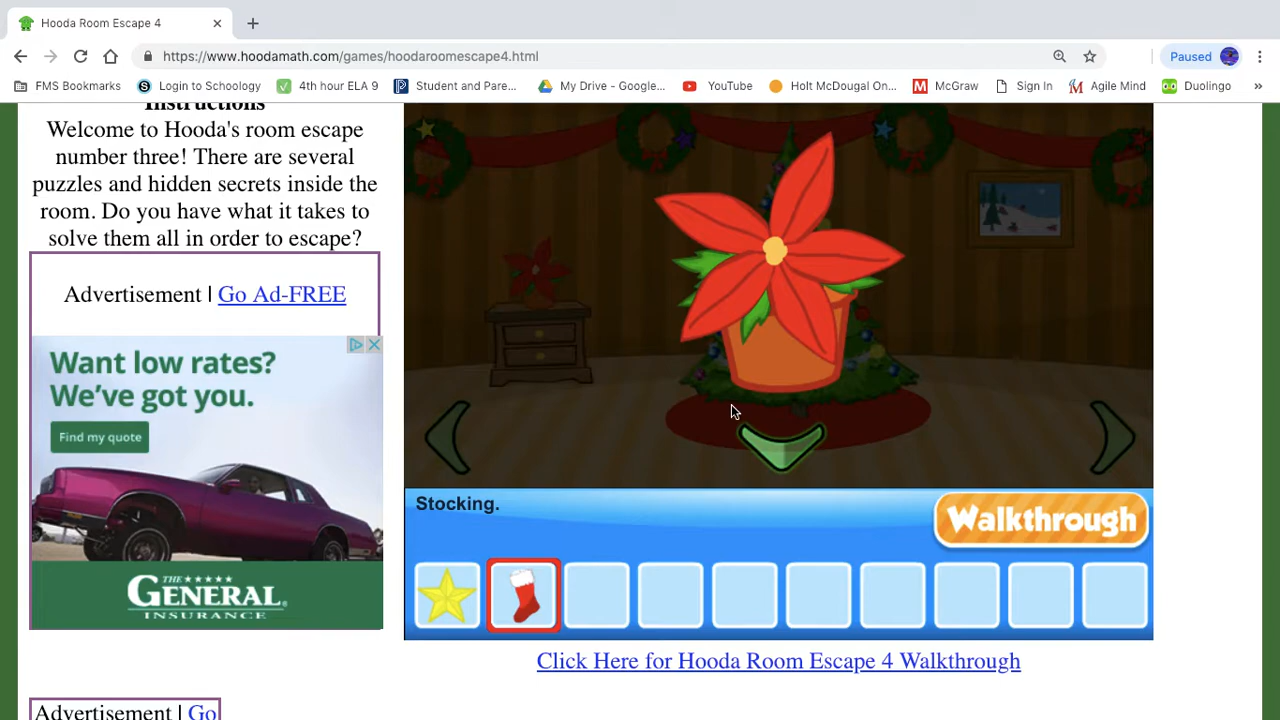 Hooda Room Escape 4
https://www.hoodamath.com/games/hoodaroomescape4.html
Paused
FMS Bookmarks
Login to Schoology
4th hour ELA 9
Student and Pare...
My Drive - Google...
YouTube
Holt McDougal On...
McGraw
Sign In
Agile Mind
Duolingo
»
Instructions
Welcome to Hooda's room escape
number three! There are several
puzzles and hidden secrets inside the
room. Do you have what it takes to
solve them all in order to escape?
Advertisement | Go Ad-FREE
Want low rates?
We've got you.
Find my quote
THE
GENERAL
INSURANCE
Stocking.
Walkthrough
Click Here for Hooda Room Escape 4 Walkthrough
Advertisement | Go